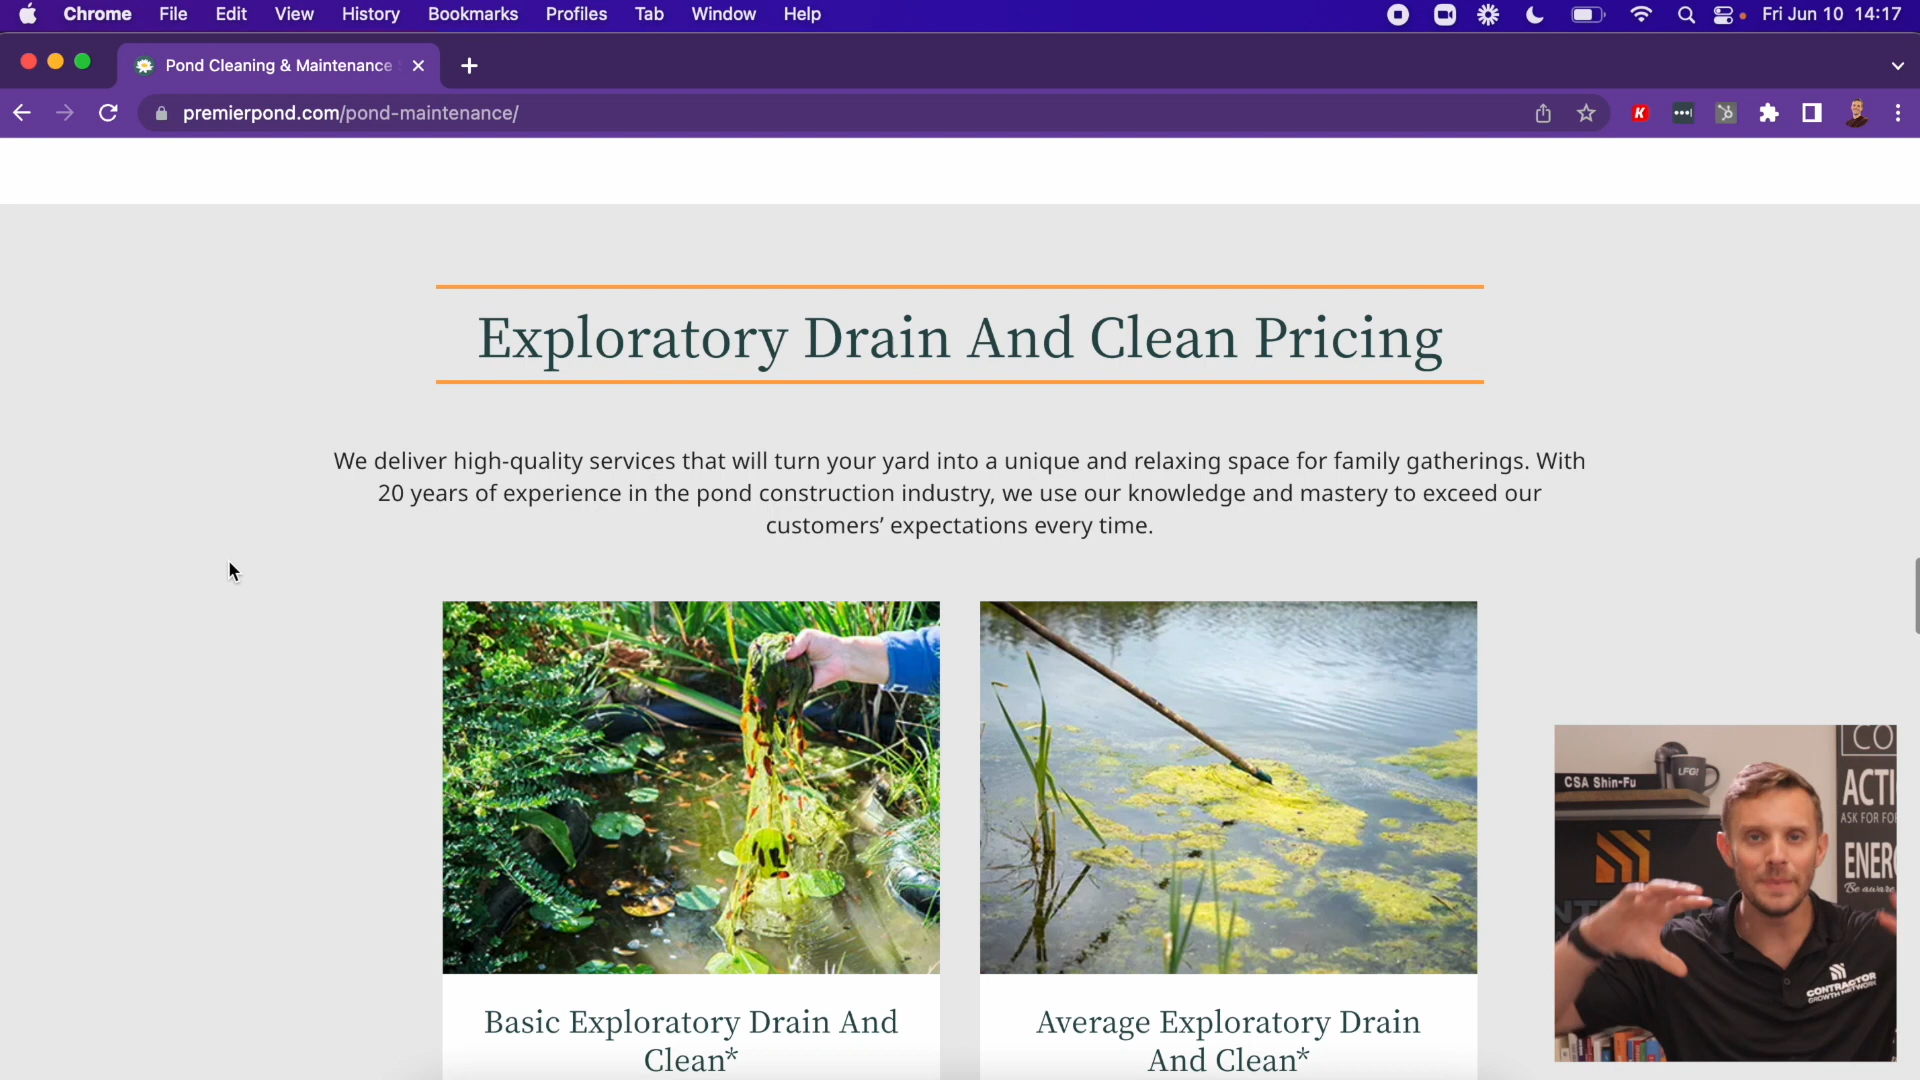 Chrome File Edit View History Bookmarks Profiles Tab Window Help Fri Jun 10 14:17
Pond Cleaning & Maintenance
premierpond.com/pond-maintenance/
Exploratory Drain And Clean Pricing
We deliver high-quality services that will turn your yard into a unique and relaxing space for family gatherings. With
20 years of experience in the pond construction industry, we use our knowledge and mastery to exceed our
customers’ expectations every time.
Basic Exploratory Drain And
Clean*
Average Exploratory Drain
And Clean*
CO
CSA Shin-Fu
LFG!
ACTI
ASK FOR FO
ENER
Be aware
CONTRACTOR
GROWTH NETWORK